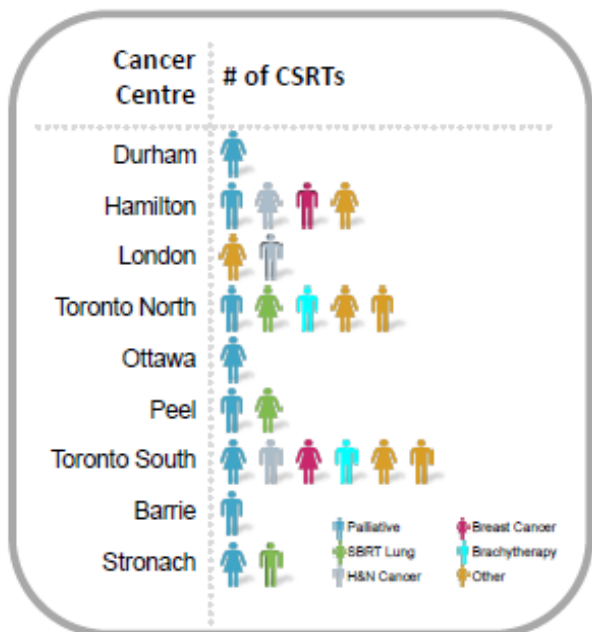 Cancer Centre
# of CSRTs
Durham
Hamilton
London
Toronto North
Ottawa
Peel
Toronto South
Barrie
Stronach
Palliative
Breast Cancer
SBRT Lung
Brachytherapy
H&N Cancer
Other